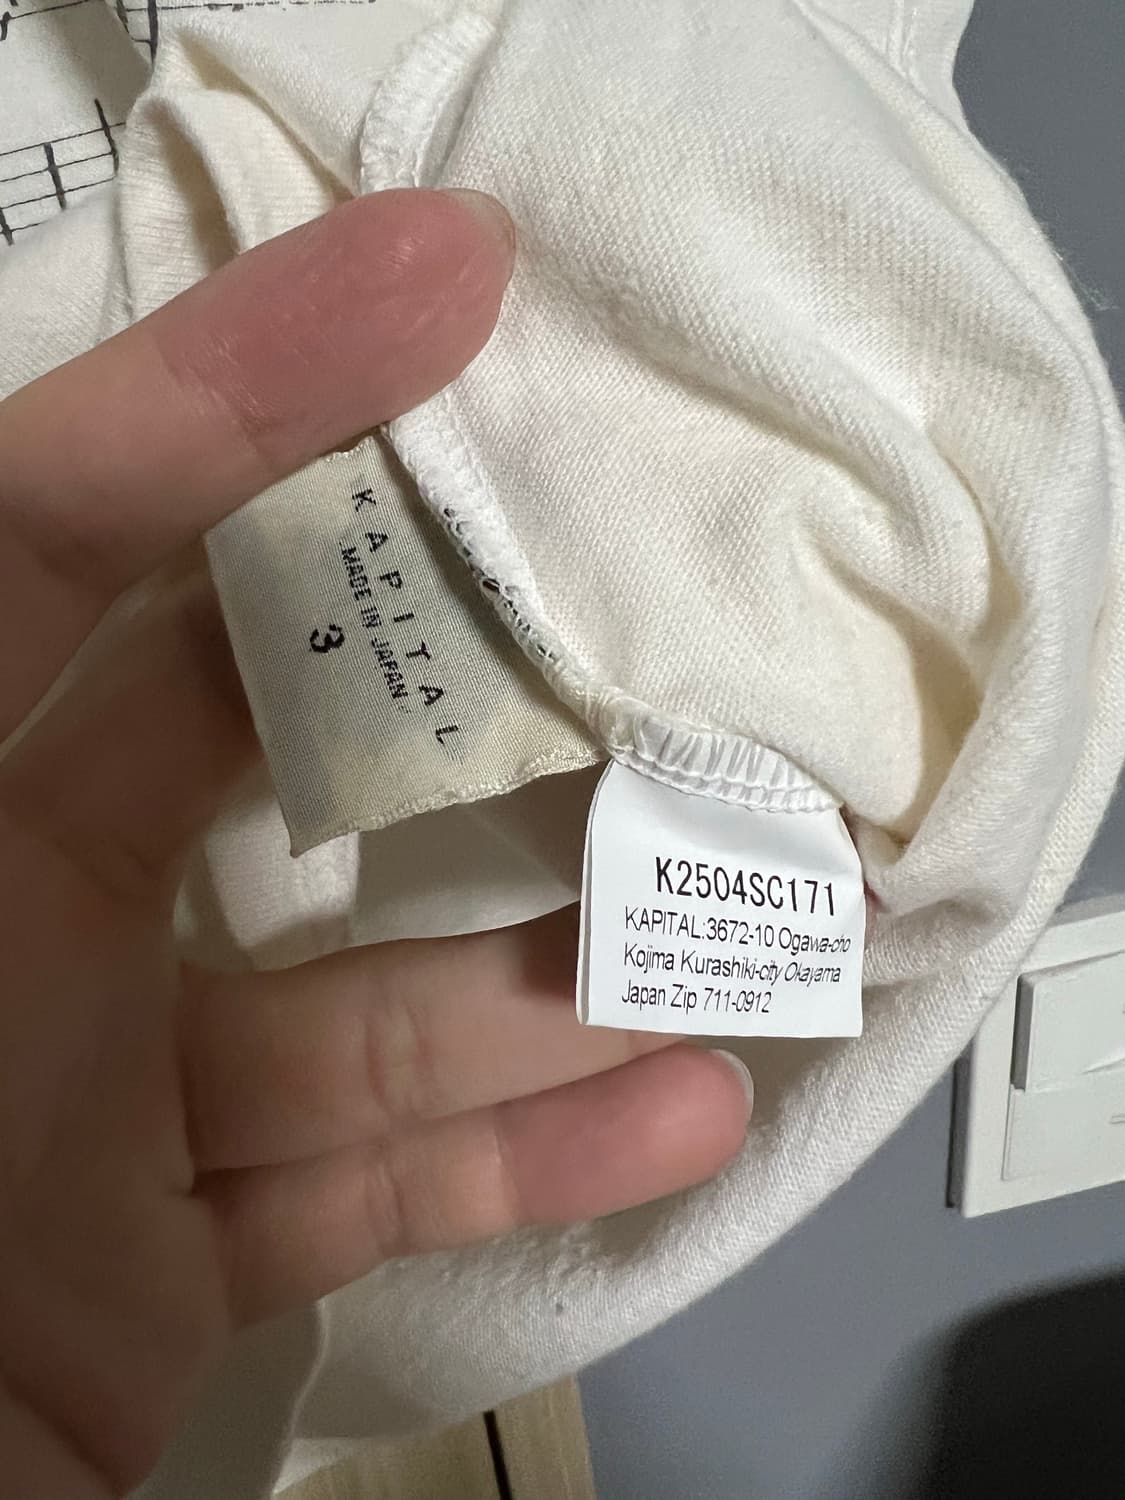 KAPITAL
MADE IN JAPAN
3
K2504SC171
KAPITAL:3672-10 Ogawa-cho
Kojima Kurashiki-city Okayama
Japan Zip 711-0912